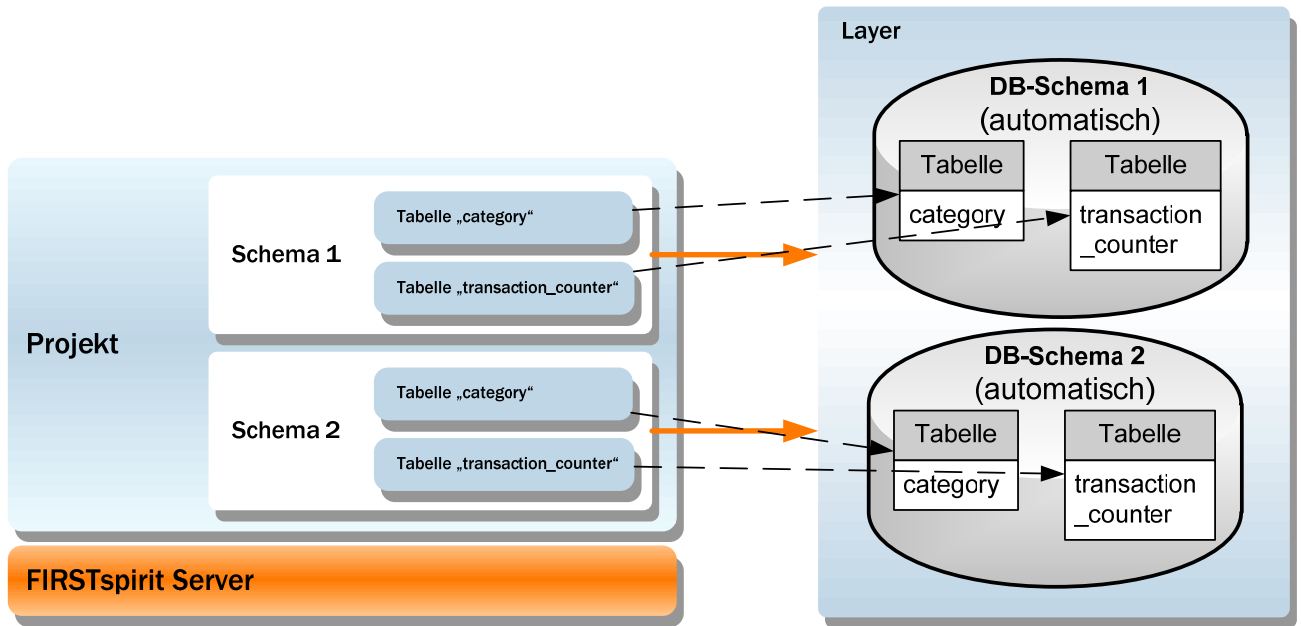 Projekt
Schema 1
Tabelle „category“
Tabelle „transaction_counter“
Schema 2
Tabelle „category“
Tabelle „transaction_counter“
FIRSTspirit Server
Layer
DB-Schema 1
(automatisch)
Tabelle
category
Tabelle
transaction
_counter
DB-Schema 2
(automatisch)
Tabelle
category
Tabelle
transaction
_counter